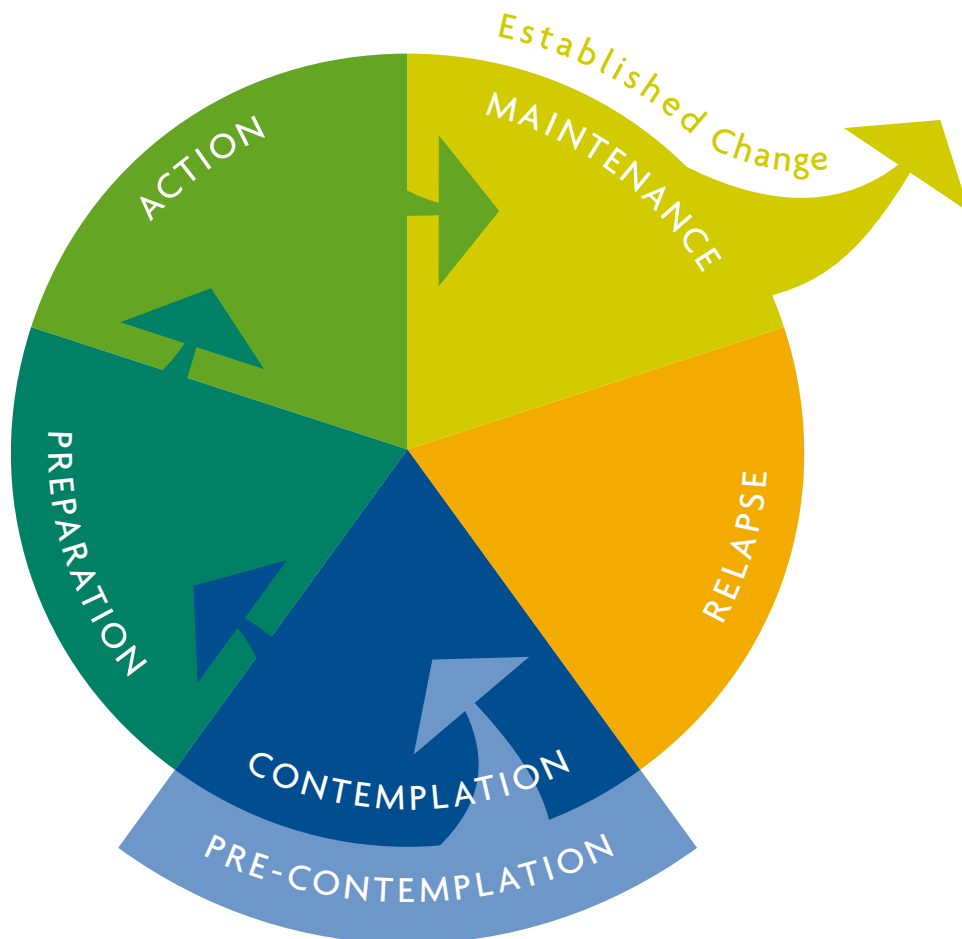 Established Change
MAINTENANCE
ACTION
RELAPSE
PREPARATION
CONTEMPLATION
PRE-CONTEMPLATION